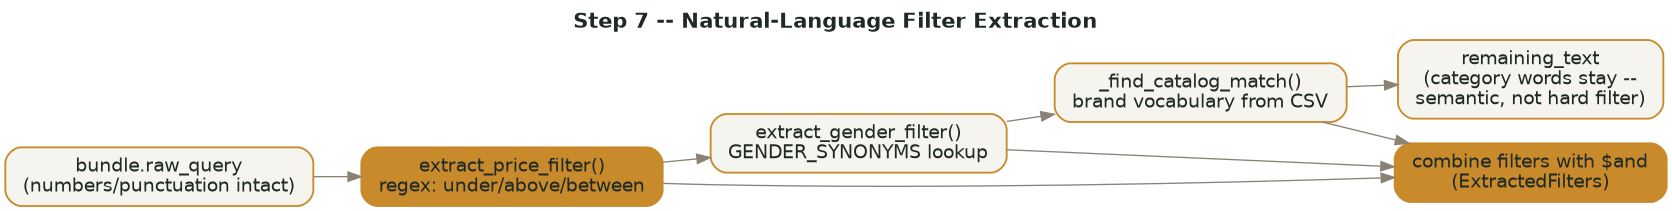 Step 7 -- Natural-Language Filter Extraction
bundle.raw_query
(numbers/punctuation intact)
extract_price_filter()
regex: under/above/between
extract_gender_filter()
GENDER_SYNONYMS lookup
_find_catalog_match()
brand vocabulary from CSV
remaining_text
(category words stay --
semantic, not hard filter)
combine filters with $and
(ExtractedFilters)